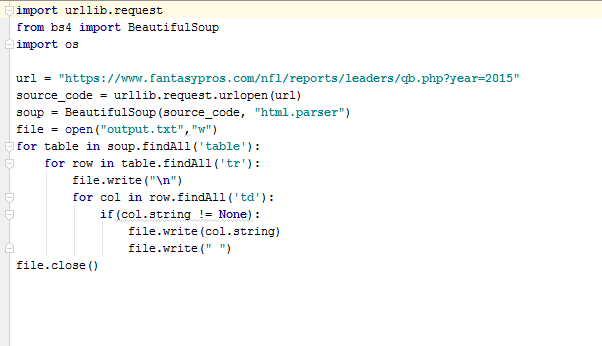 import urllib.request
from bs4 import BeautifulSoup
import os

url = "https://www.fantasypros.com/nfl/reports/leaders/qb.php?year=2015"
source_code = urllib.request.urlopen(url)
soup = BeautifulSoup(source_code, "html.parser")
file = open("output.txt","w")
for table in soup.findAll('table'):
    for row in table.findAll('tr'):
        file.write("\n")
        for col in row.findAll('td'):
            if(col.string != None):
                file.write(col.string)
                file.write(" ")
file.close()